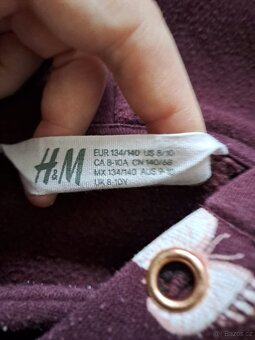 H&M
EUR 134/140 US 8/10
CA 8-10A CN 140/68
MX 134/140 AUS 9-10
UK 8-10Y